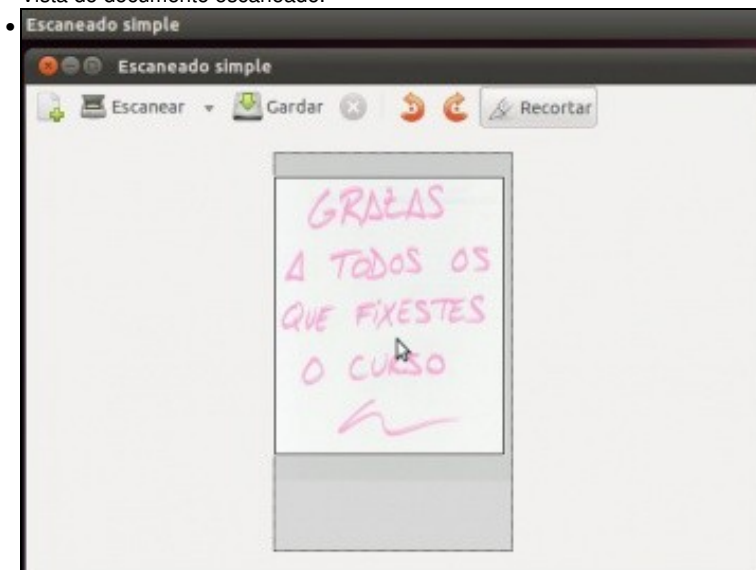 Vista do documento escaneado.
Escaneado simple
Escaneado simple
Escanear Gardar Recortar
GRAZAS
A TODOS OS
QUE FIXESTES
O CURSO